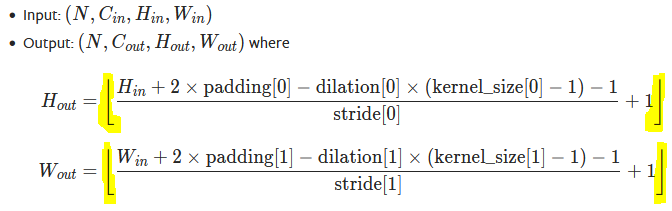 • Input: (N, C_in, H_in, W_in)
• Output: (N, C_out, H_out, W_out) where
H_out = ⌊(H_in + 2 × padding[0] − dilation[0] × (kernel_size[0] − 1) − 1) / stride[0] + 1⌋
W_out = ⌊(W_in + 2 × padding[1] − dilation[1] × (kernel_size[1] − 1) − 1) / stride[1] + 1⌋